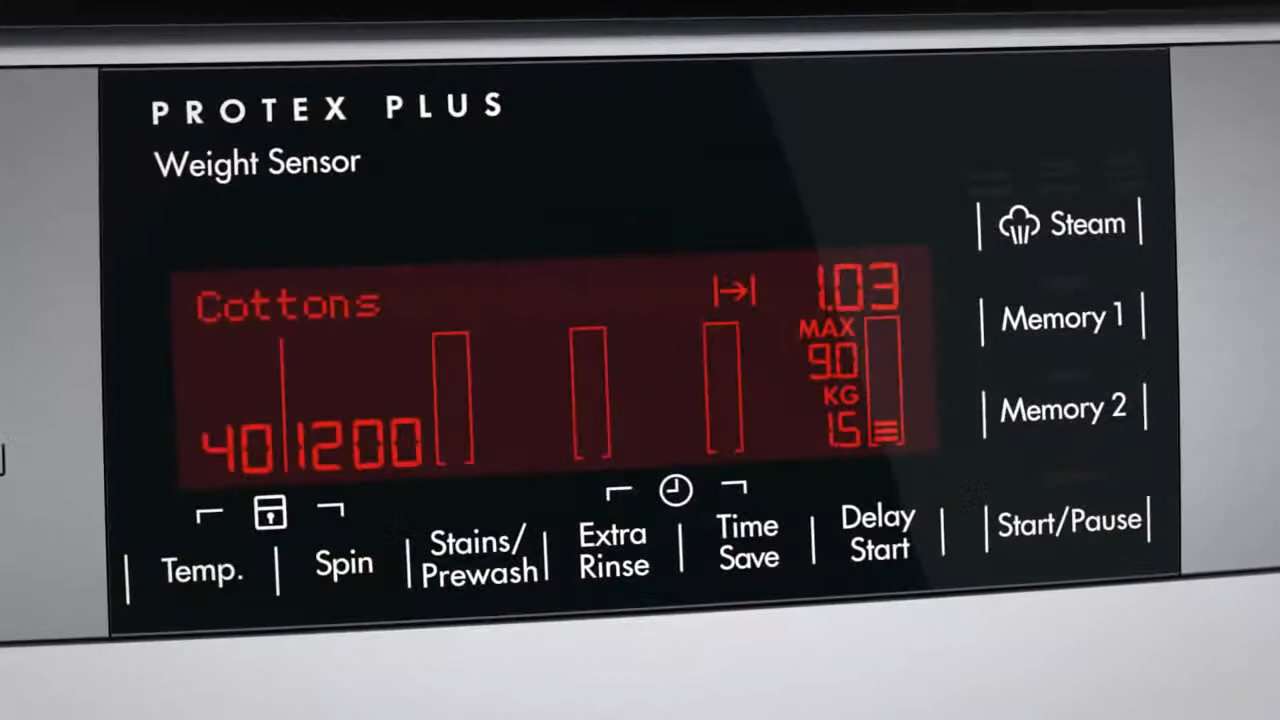 PROTEX PLUS
Weight Sensor
Cottons
1.03
MAX
9.0
KG
1.5
40 1200
Steam
Memory 1
Memory 2
Start/Pause
Temp.
Spin
Stains/
Prewash
Extra
Rinse
Time
Save
Delay
Start